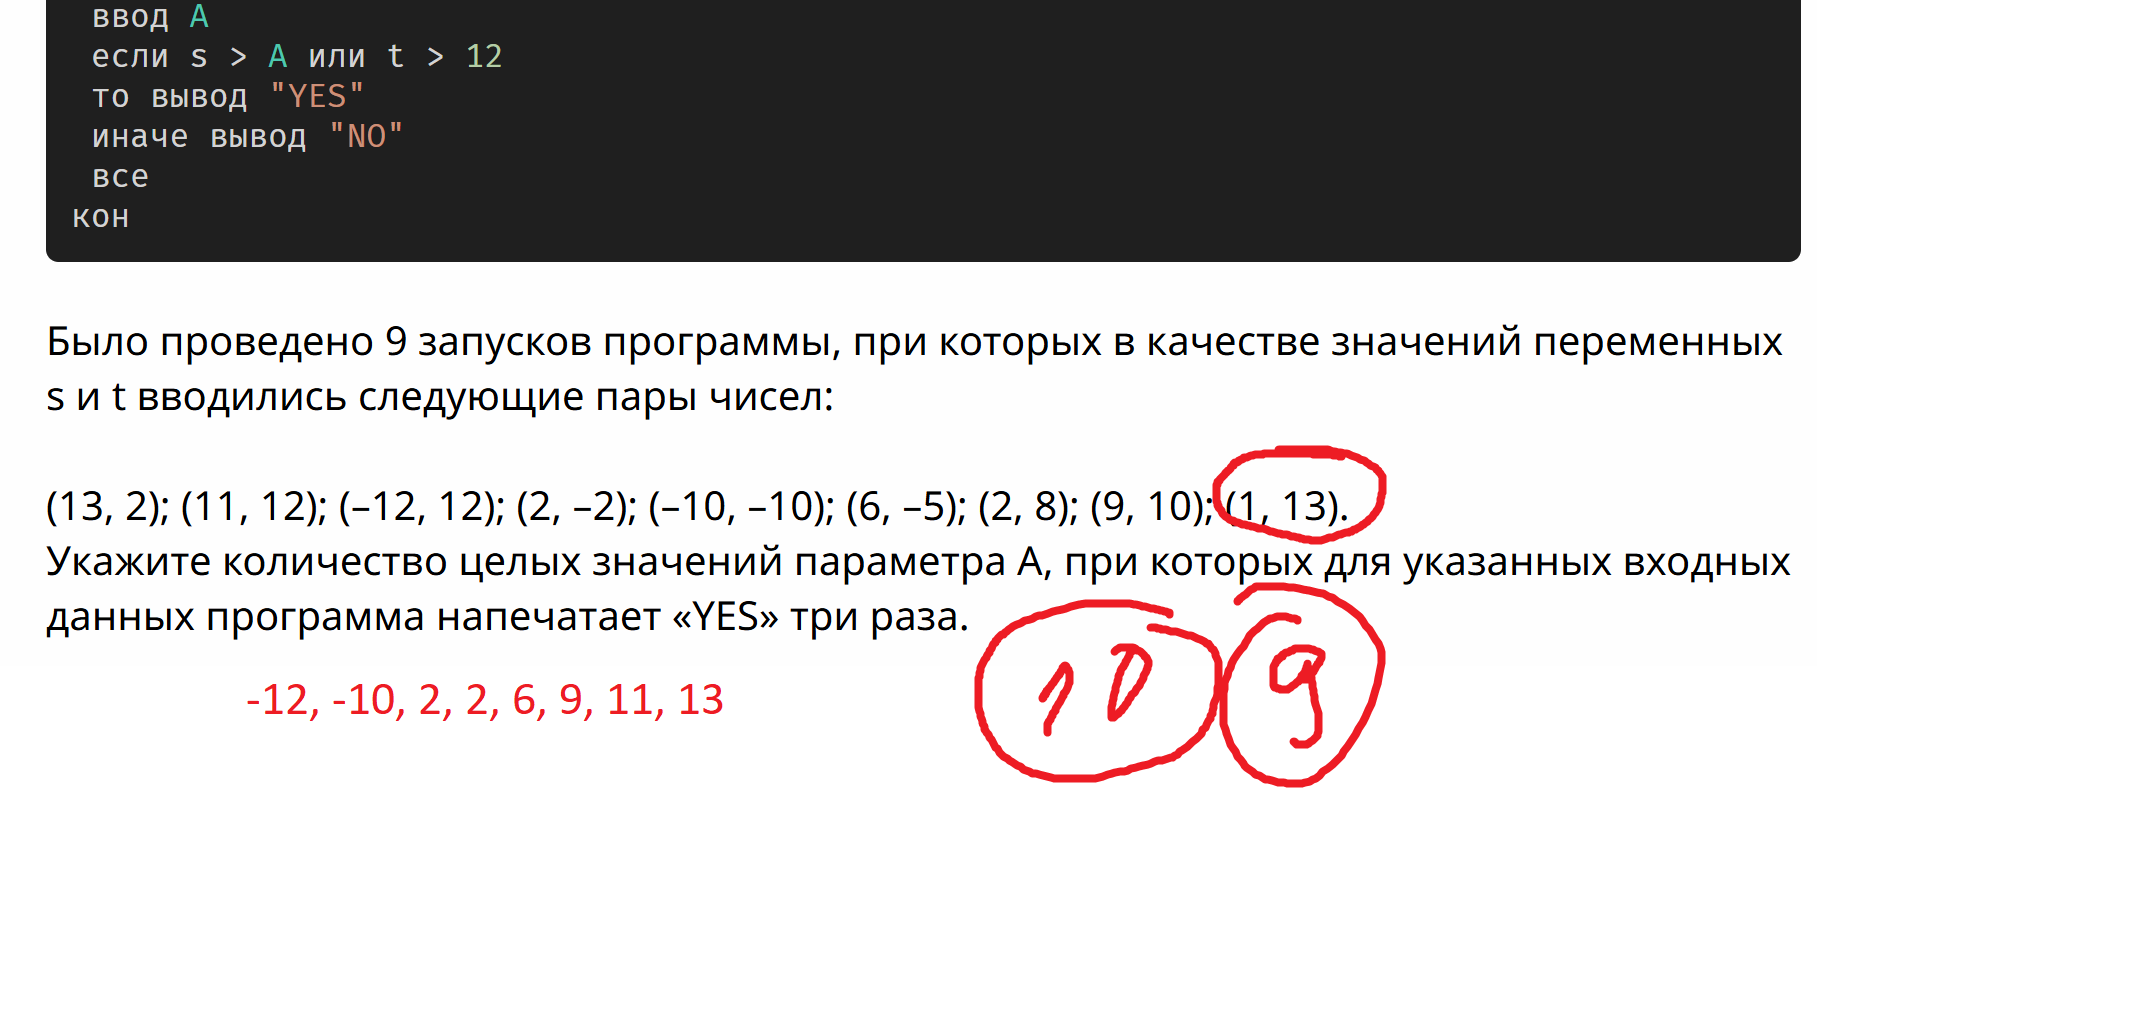 ввод A
если s > A или t > 12
то вывод "YES"
иначе вывод "NO"
все
кон
Было проведено 9 запусков программы, при которых в качестве значений переменных
s и t вводились следующие пары чисел:
(13, 2); (11, 12); (–12, 12); (2, –2); (–10, –10); (6, –5); (2, 8); (9, 10); (1, 13).
Укажите количество целых значений параметра A, при которых для указанных входных
данных программа напечатает «YES» три раза.
-12, -10, 2, 2, 6, 9, 11, 13
10 9